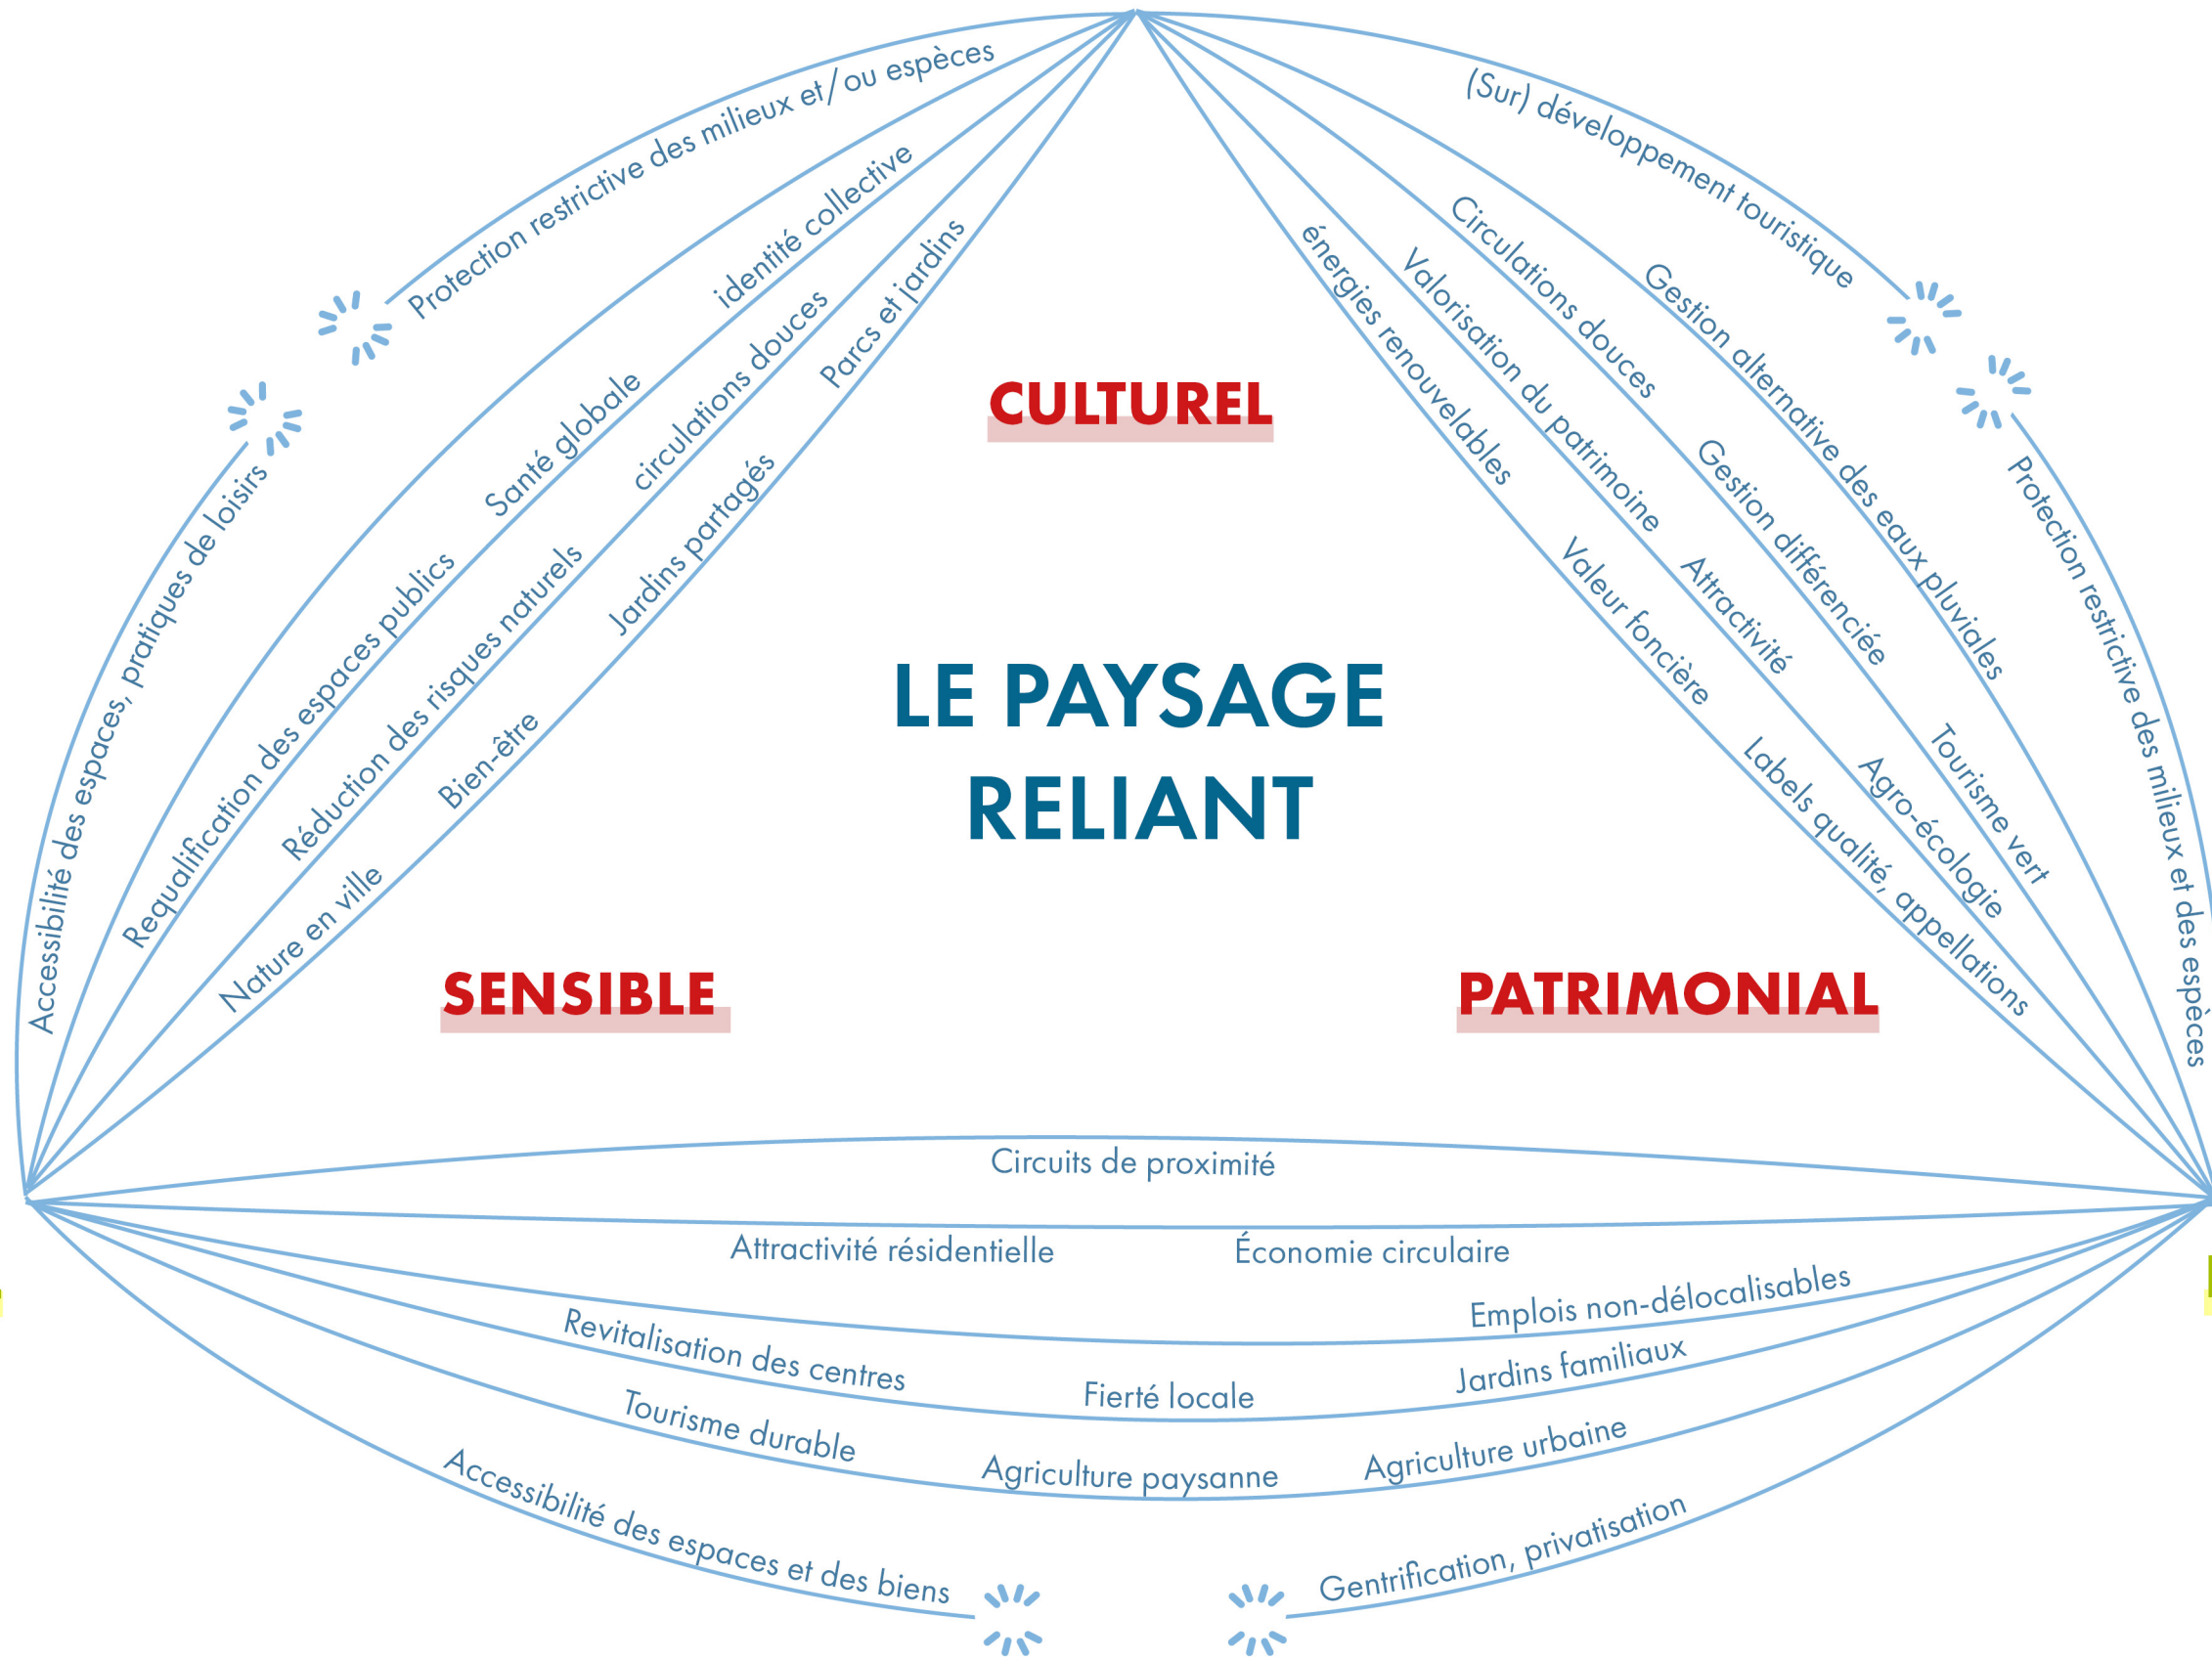 Protection restrictive des milieux et/ou espèces
Accessibilité des espaces, pratiques de loisirs
identité collective
Santé globale
Requalification des espaces publics
circulations douces
Réduction des risques naturels
Parcs et jardins
Jardins partagés
Bien-être
Nature en ville
(Sur) développement touristique
Protection restrictive des milieux et des espèces
Gestion alternative des eaux pluviales
Circulations douces
Gestion différenciée
Tourisme vert
Valorisation du patrimoine
Attractivité
Agro-écologie
énergies renouvelables
Valeur foncière
Labels qualité, appellations
CULTUREL
LE PAYSAGE
RELIANT
SENSIBLE
PATRIMONIAL
Circuits de proximité
Attractivité résidentielle
Économie circulaire
Emplois non-délocalisables
Revitalisation des centres
Fierté locale
Jardins familiaux
Tourisme durable
Agriculture paysanne
Agriculture urbaine
Accessibilité des espaces et des biens
Gentrification, privatisation